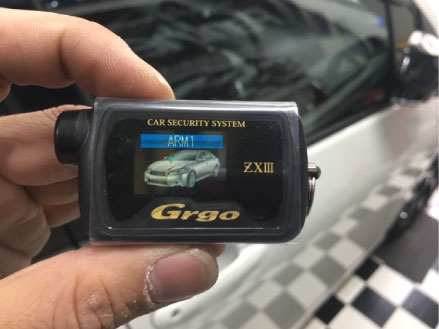 CAR SECURITY SYSTEM
ARM1
ZXIII
Grgo